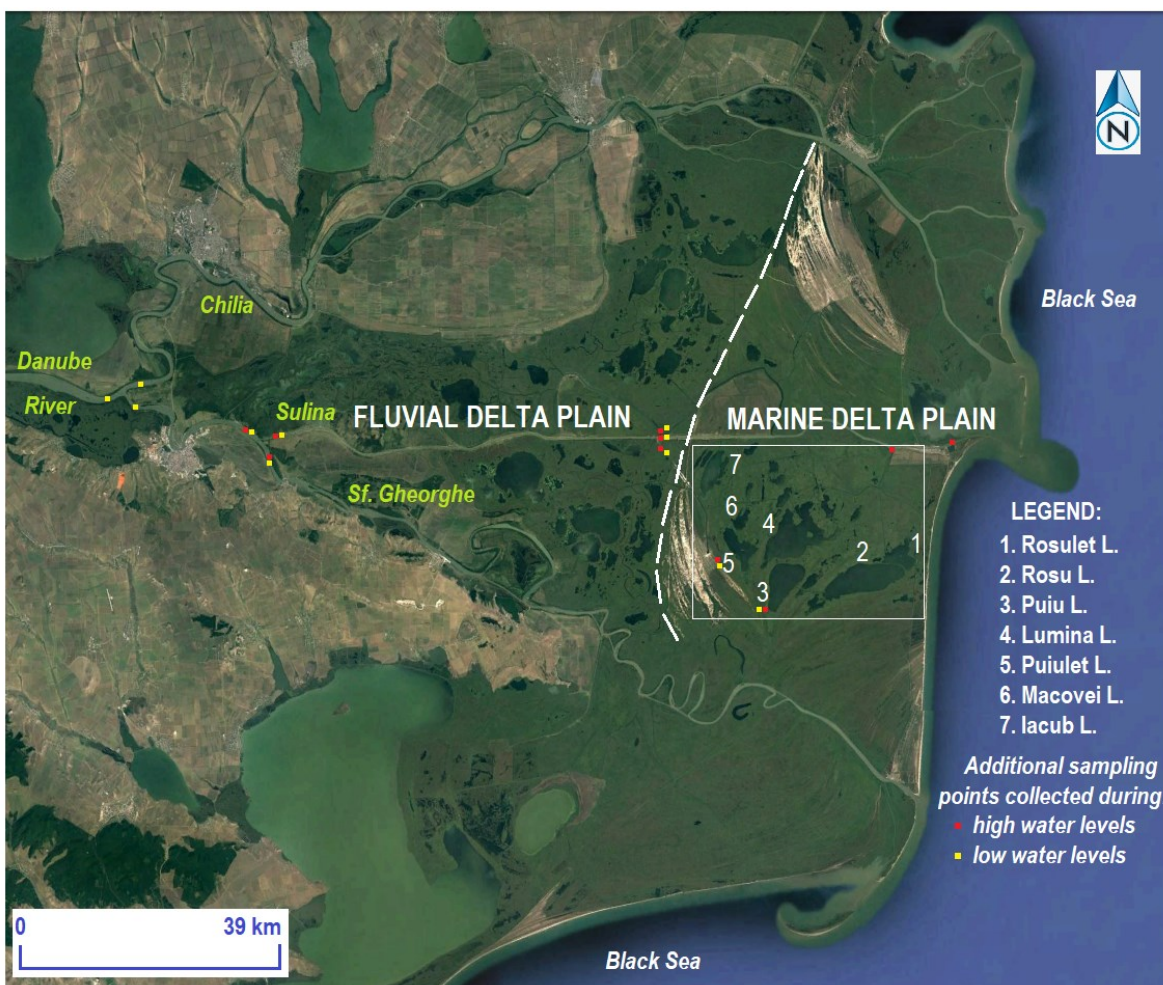 N
Black Sea
Chilia
Danube
River
Sulina
FLUVIAL DELTA PLAIN
MARINE DELTA PLAIN
Sf. Gheorghe
7
6
4
5
3
2
1
LEGEND:
1. Rosulet L.
2. Rosu L.
3. Puiu L.
4. Lumina L.
5. Puiulet L.
6. Macovei L.
7. Iacub L.
Additional sampling
points collected during
high water levels
low water levels
0 39 km
Black Sea